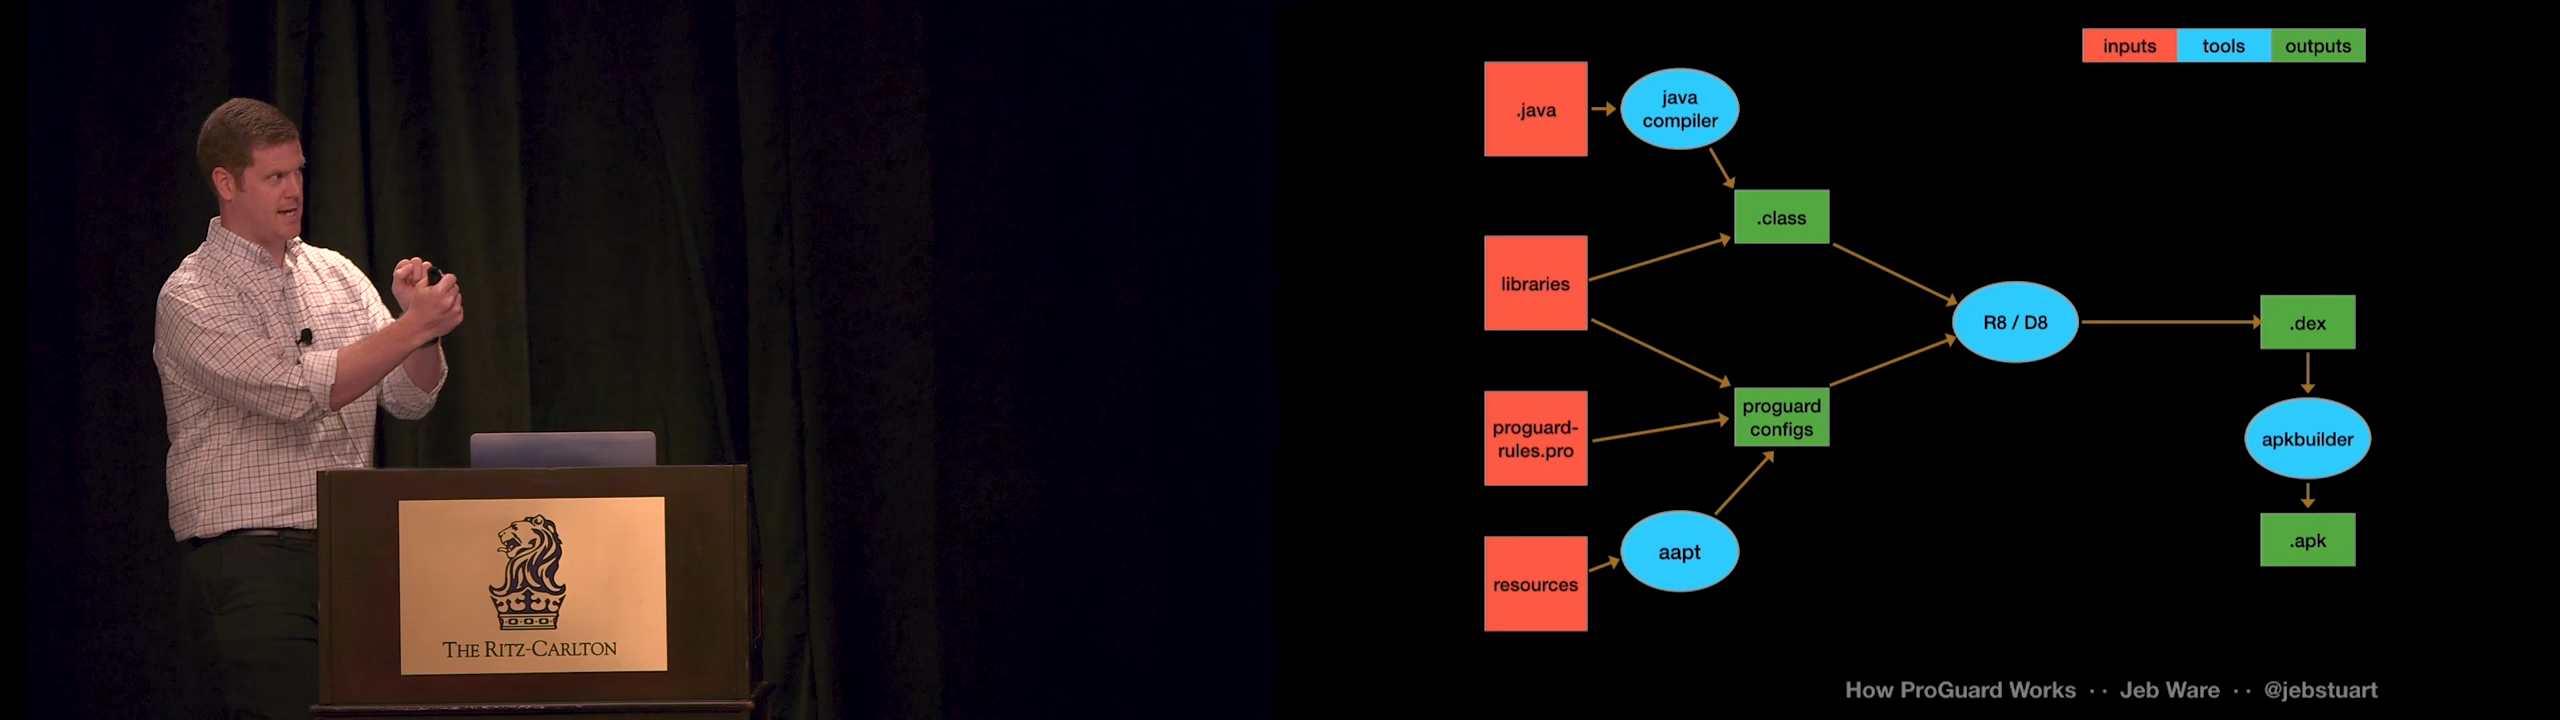 THE RITZ-CARLTON
inputs
tools
outputs
.java
java
compiler
.class
libraries
R8 / D8
.dex
proguard-
rules.pro
proguard
configs
apkbuilder
resources
aapt
.apk
How ProGuard Works ·· Jeb Ware ·· @jebstuart